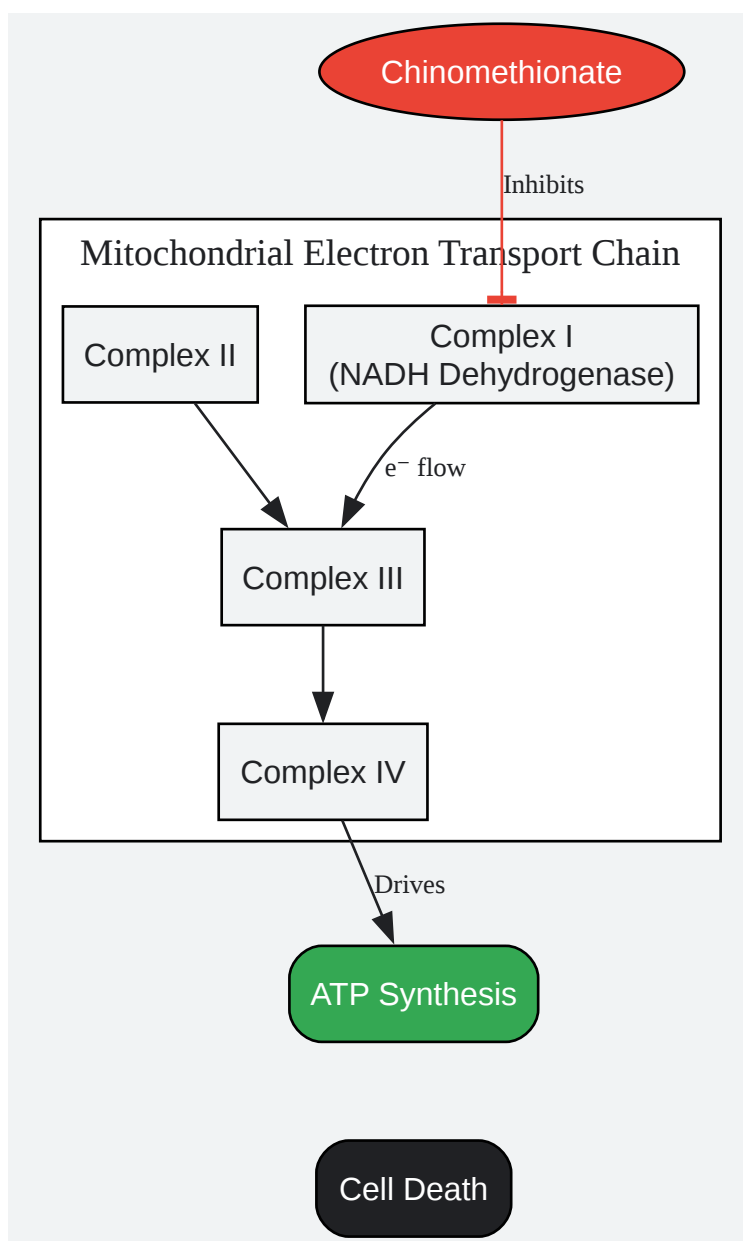 Chinomethionate
Inhibits
Mitochondrial Electron Transport Chain
Complex II
Complex I
(NADH Dehydrogenase)
e⁻ flow
Complex III
Complex IV
Drives
ATP Synthesis
Cell Death